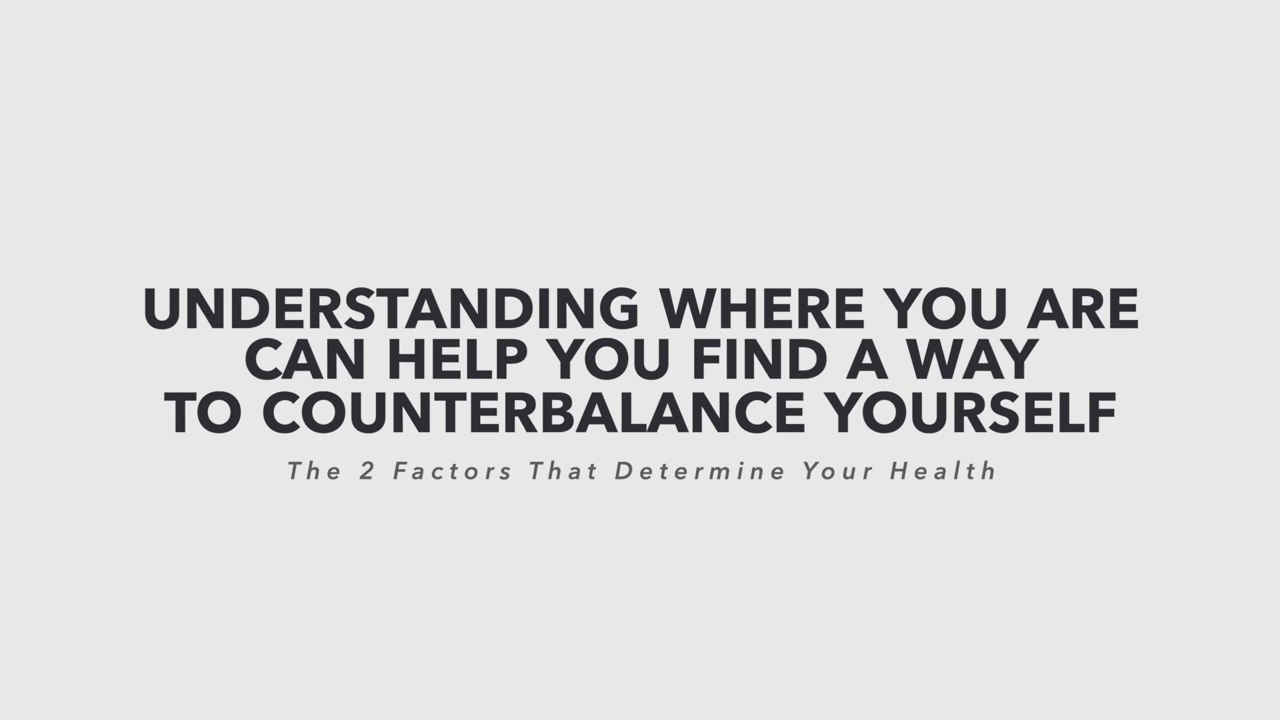 UNDERSTANDING WHERE YOU ARE
CAN HELP YOU FIND A WAY
TO COUNTERBALANCE YOURSELF
The 2 Factors That Determine Your Health